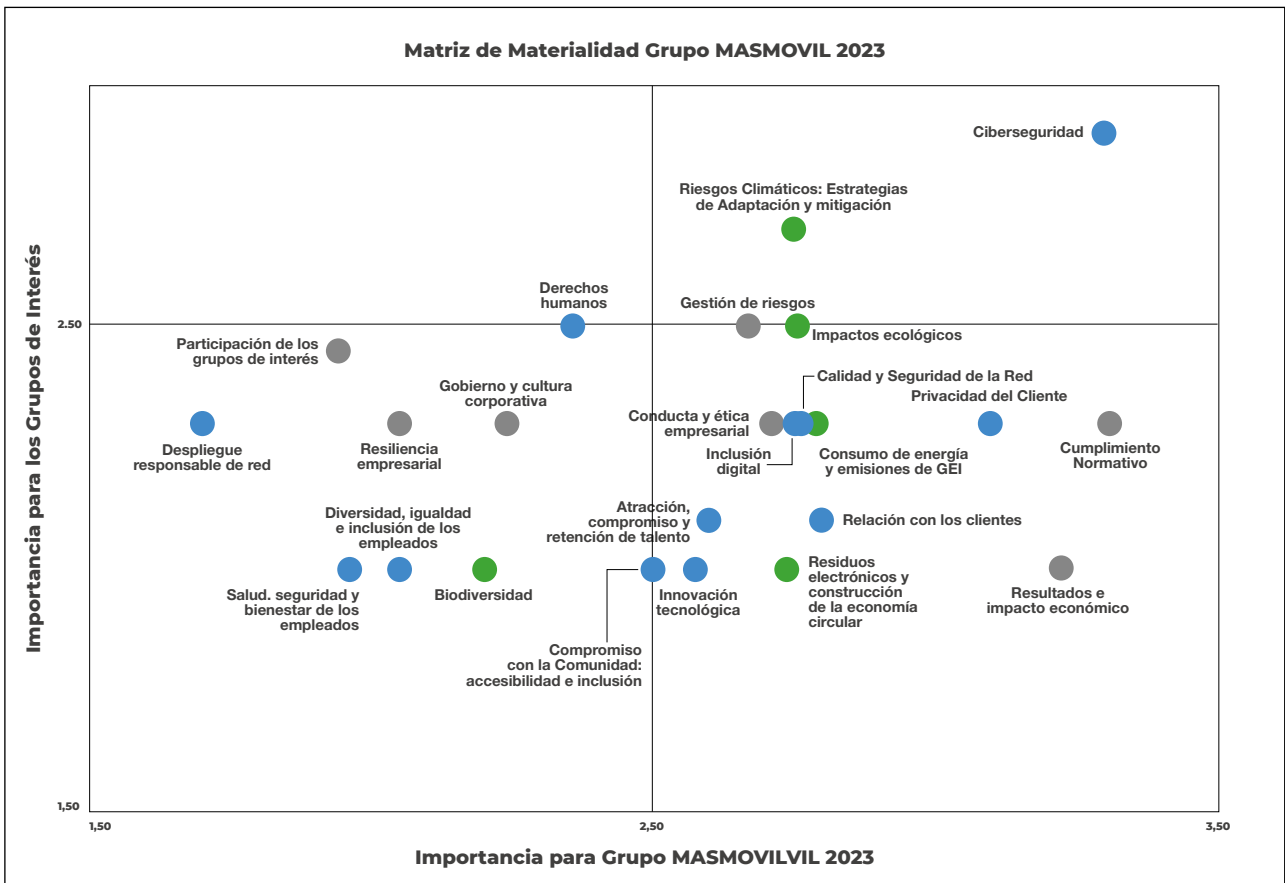 Matriz de Materialidad Grupo MASMOVIL 2023
Ciberseguridad
Riesgos Climáticos: Estrategias
de Adaptación y mitigación
Derechos
humanos
Gestión de riesgos
Impactos ecológicos
2.50
Participación de los
grupos de interés
Gobierno y cultura
corporativa
Calidad y Seguridad de la Red
Privacidad del Cliente
Conducta y ética
empresarial
Despliegue
responsable de red
Resiliencia
empresarial
Inclusión
digital
Consumo de energía
y emisiones de GEI
Cumplimiento
Normativo
Diversidad, igualdad
e inclusión de los
empleados
Atracción,
compromiso y
retención de talento
Relación con los clientes
Salud. seguridad y
bienestar de los
empleados
Biodiversidad
Innovación
tecnológica
Residuos
electrónicos y
construcción
de la economía
circular
Resultados e
impacto económico
Compromiso
con la Comunidad:
accesibilidad e inclusión
Importancia para los Grupos de Interés
1,50
1,50
2,50
3,50
Importancia para Grupo MASMOVILVIL 2023